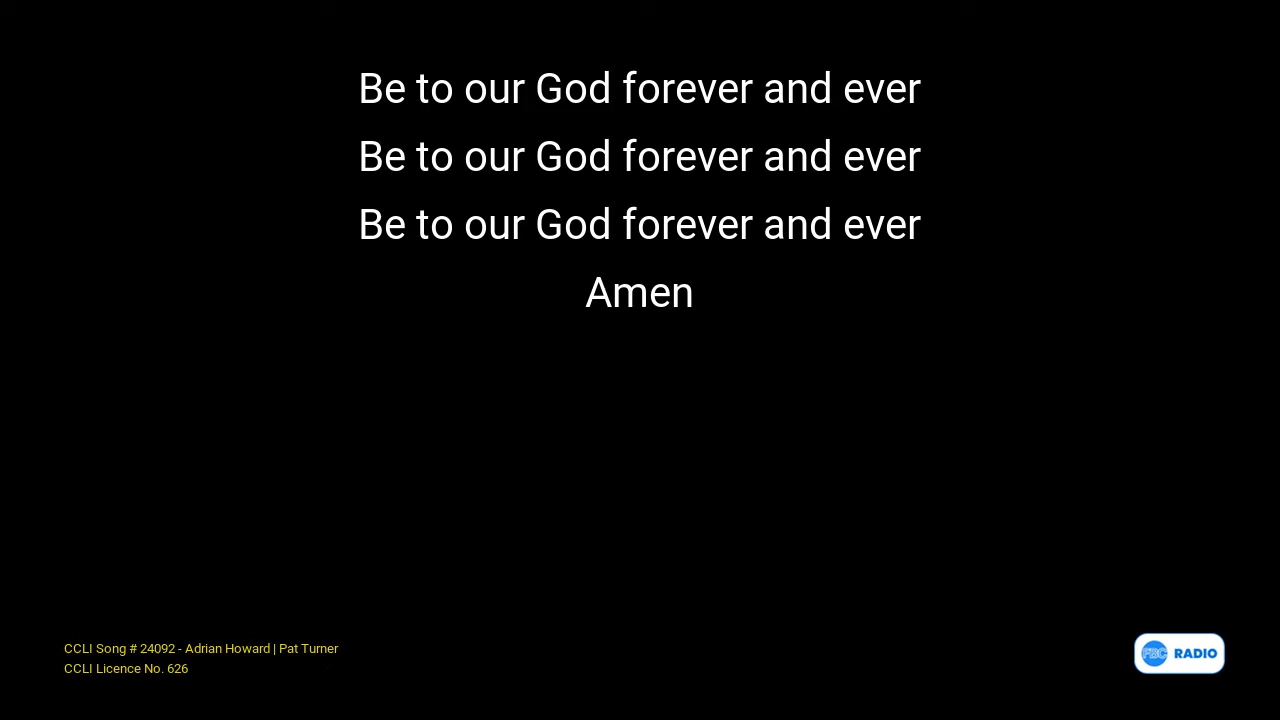 Be to our God forever and ever
Be to our God forever and ever
Be to our God forever and ever
Amen
CCLI Song # 24092 - Adrian Howard | Pat Turner
CCLI Licence No. 626
FBC RADIO